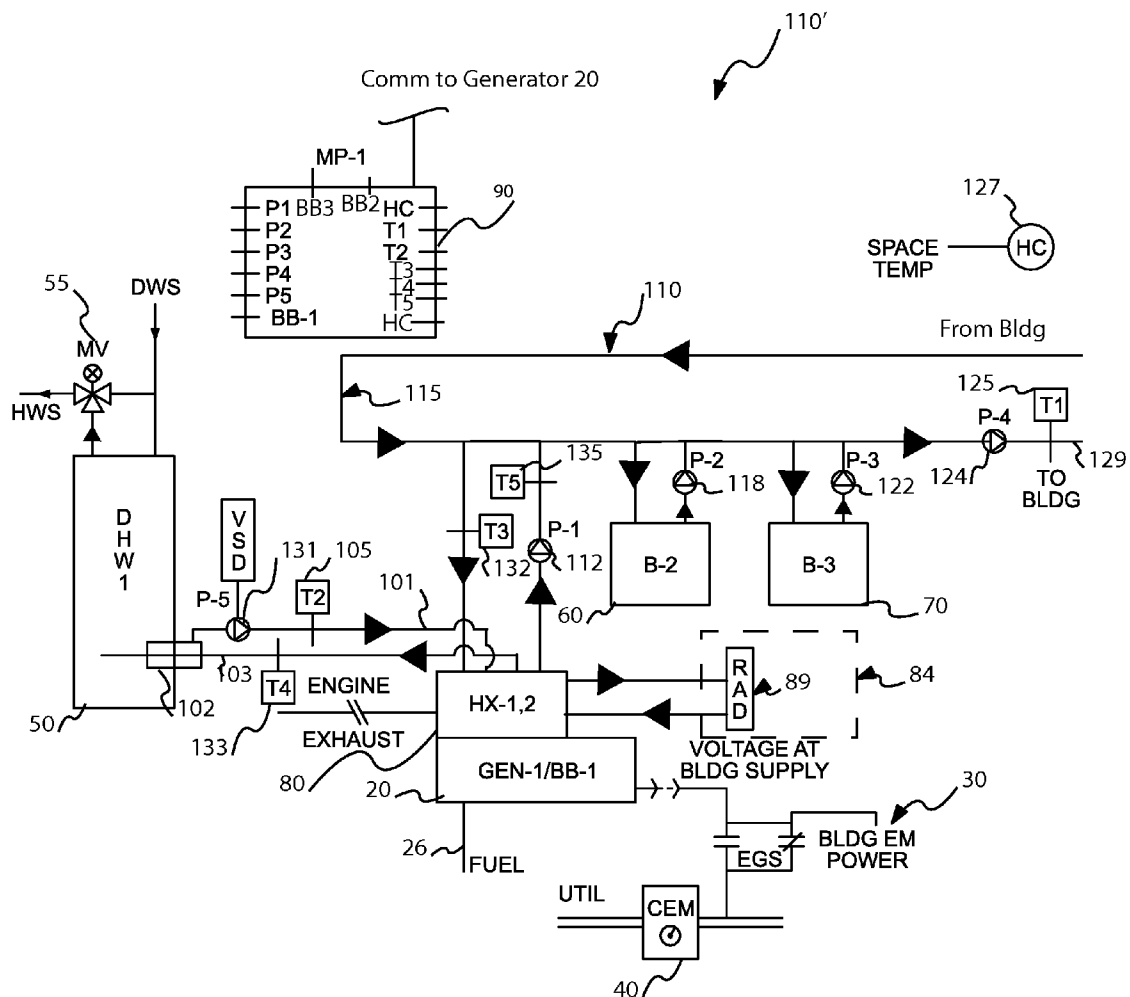 110′
Comm to Generator 20
MP-1
90
127
P1
BB3
BB2
HC
P2
T1
P3
T2
P4
T3
P5
T4
BB-1
T5
HC
SPACE
TEMP
HC
55
DWS
MV
HWS
110
From Bldg
115
125
T1
P-4
124
129
TO
BLDG
135
T5
P-2
118
P-3
122
T3
132
P-1
112
B-2
B-3
60
70
DHW1
VSD
131
105
P-5
T2
101
103
T4
102
50
133
ENGINE
EXHAUST
HX-1,2
RAD
89
84
80
VOLTAGE AT
BLDG SUPPLY
GEN-1/BB-1
20
30
26
FUEL
EGS
BLDG EM
POWER
UTIL
CEM
40